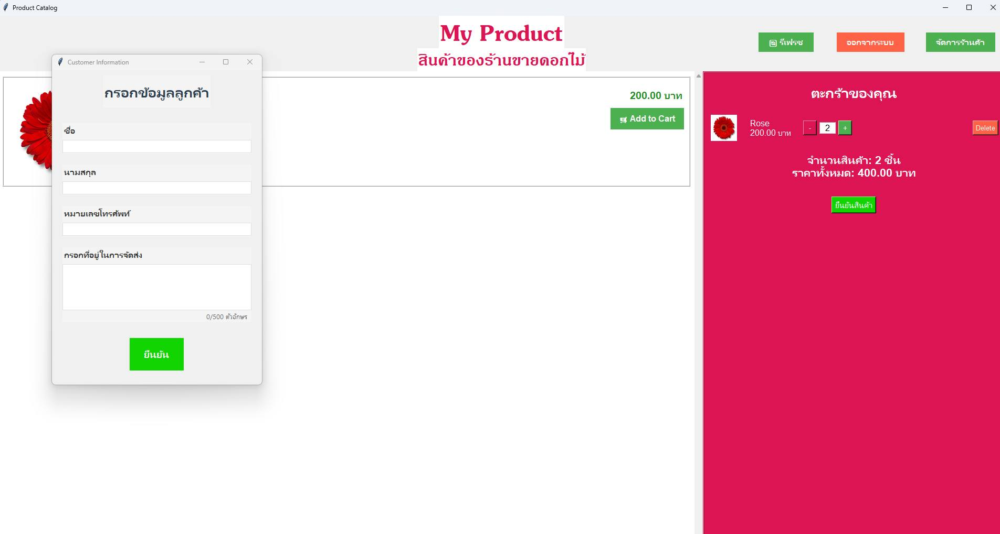 Product Catalog
My Product
สินค้าของร้านขายดอกไม้
รีเฟรช
ออกจากระบบ
จัดการร้านค้า
Customer Information
กรอกข้อมูลลูกค้า
ชื่อ
นามสกุล
หมายเลขโทรศัพท์
กรอกที่อยู่ในการจัดส่ง
0/500 ตัวอักษร
ยืนยัน
200.00 บาท
Add to Cart
ตะกร้าของคุณ
Rose
200.00 บาท
- 2 +
Delete
จำนวนสินค้า: 2 ชิ้น
ราคาทั้งหมด: 400.00 บาท
ยืนยันสินค้า